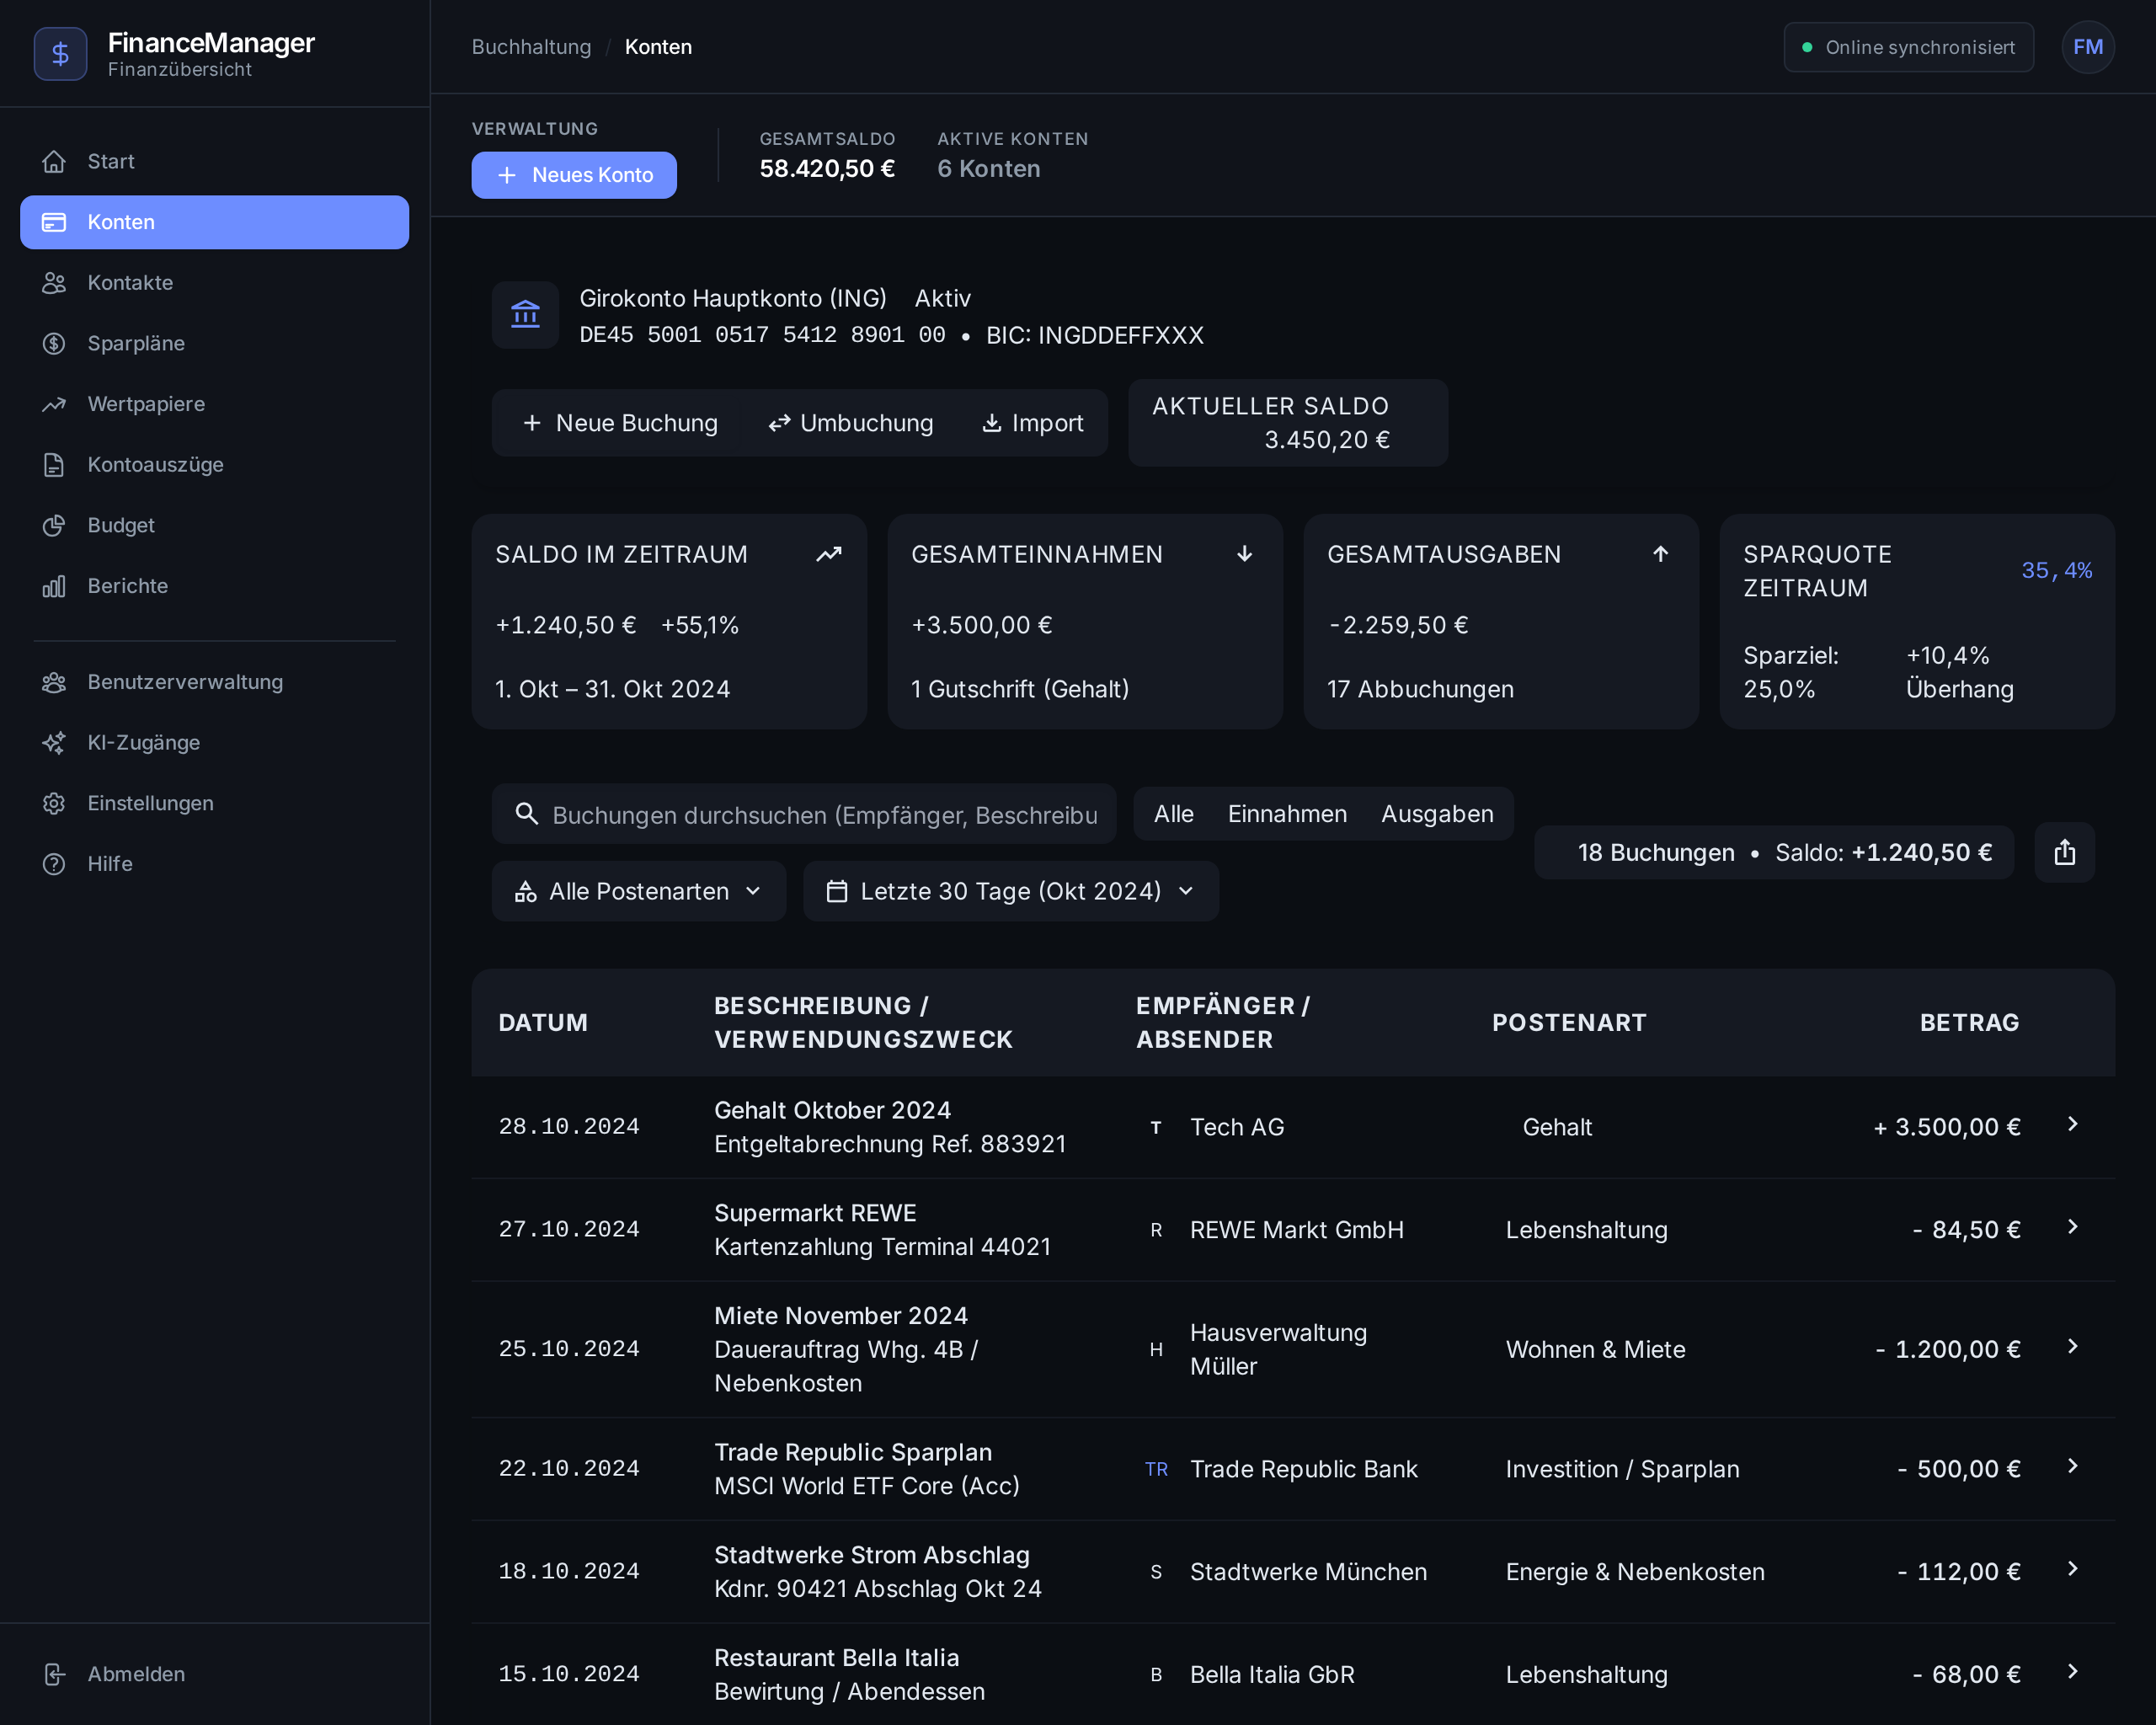 FinanceManager
Finanzübersicht
Start
Konten
Kontakte
Sparpläne
Wertpapiere
Kontoauszüge
Budget
Berichte
Benutzerverwaltung
KI-Zugänge
Einstellungen
Hilfe
Abmelden
Buchhaltung / Konten
Online synchronisiert
FM
VERWALTUNG
Neues Konto
GESAMTSALDO
58.420,50 €
AKTIVE KONTEN
6 Konten
Girokonto Hauptkonto (ING) Aktiv
DE45 5001 0517 5412 8901 00 • BIC: INGDDEFFXXX
Neue Buchung
Umbuchung
Import
AKTUELLER SALDO
3.450,20 €
SALDO IM ZEITRAUM
+1.240,50 € +55,1%
1. Okt – 31. Okt 2024
GESAMTEINNAHMEN
+3.500,00 €
1 Gutschrift (Gehalt)
GESAMTAUSGABEN
-2.259,50 €
17 Abbuchungen
SPARQUOTE
ZEITRAUM
35,4%
Sparziel:
25,0%
+10,4%
Überhang
Buchungen durchsuchen (Empfänger, Beschreibu
Alle Einnahmen Ausgaben
Alle Postenarten
Letzte 30 Tage (Okt 2024)
18 Buchungen • Saldo: +1.240,50 €
DATUM
BESCHREIBUNG /
VERWENDUNGSZWECK
EMPFÄNGER /
ABSENDER
POSTENART
BETRAG
28.10.2024
Gehalt Oktober 2024
Entgeltabrechnung Ref. 883921
T Tech AG
Gehalt
+ 3.500,00 €
27.10.2024
Supermarkt REWE
Kartenzahlung Terminal 44021
R REWE Markt GmbH
Lebenshaltung
- 84,50 €
25.10.2024
Miete November 2024
Dauerauftrag Whg. 4B /
Nebenkosten
H Hausverwaltung
Müller
Wohnen & Miete
- 1.200,00 €
22.10.2024
Trade Republic Sparplan
MSCI World ETF Core (Acc)
TR Trade Republic Bank
Investition / Sparplan
- 500,00 €
18.10.2024
Stadtwerke Strom Abschlag
Kdnr. 90421 Abschlag Okt 24
S Stadtwerke München
Energie & Nebenkosten
- 112,00 €
15.10.2024
Restaurant Bella Italia
Bewirtung / Abendessen
B Bella Italia GbR
Lebenshaltung
- 68,00 €